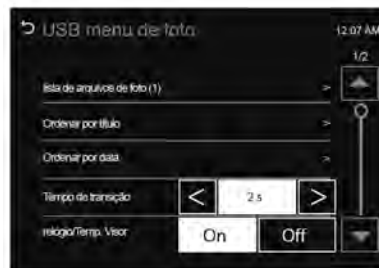 USB menu de foto
12:07 AM
1/2
lista de arquivos de foto (1) >
Ordenar por título >
Ordenar por data >
Tempo de transição < 2 s >
relógio/Temp. Visor On Off